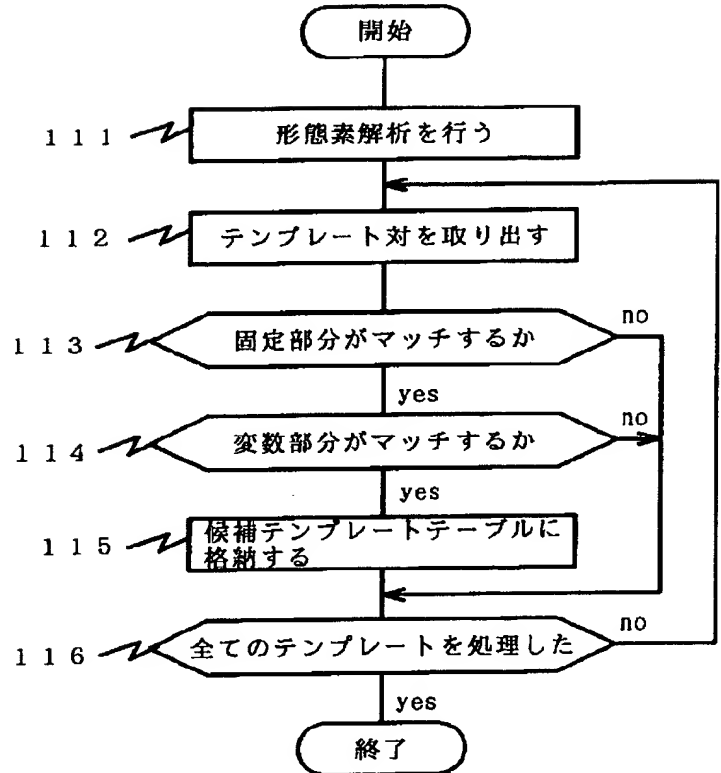 開始
111
形態素解析を行う
112
テンプレート対を取り出す
113
固定部分がマッチするか
no
yes
114
変数部分がマッチするか
no
yes
115
候補テンプレートテーブルに
格納する
116
全てのテンプレートを処理した
no
yes
終了